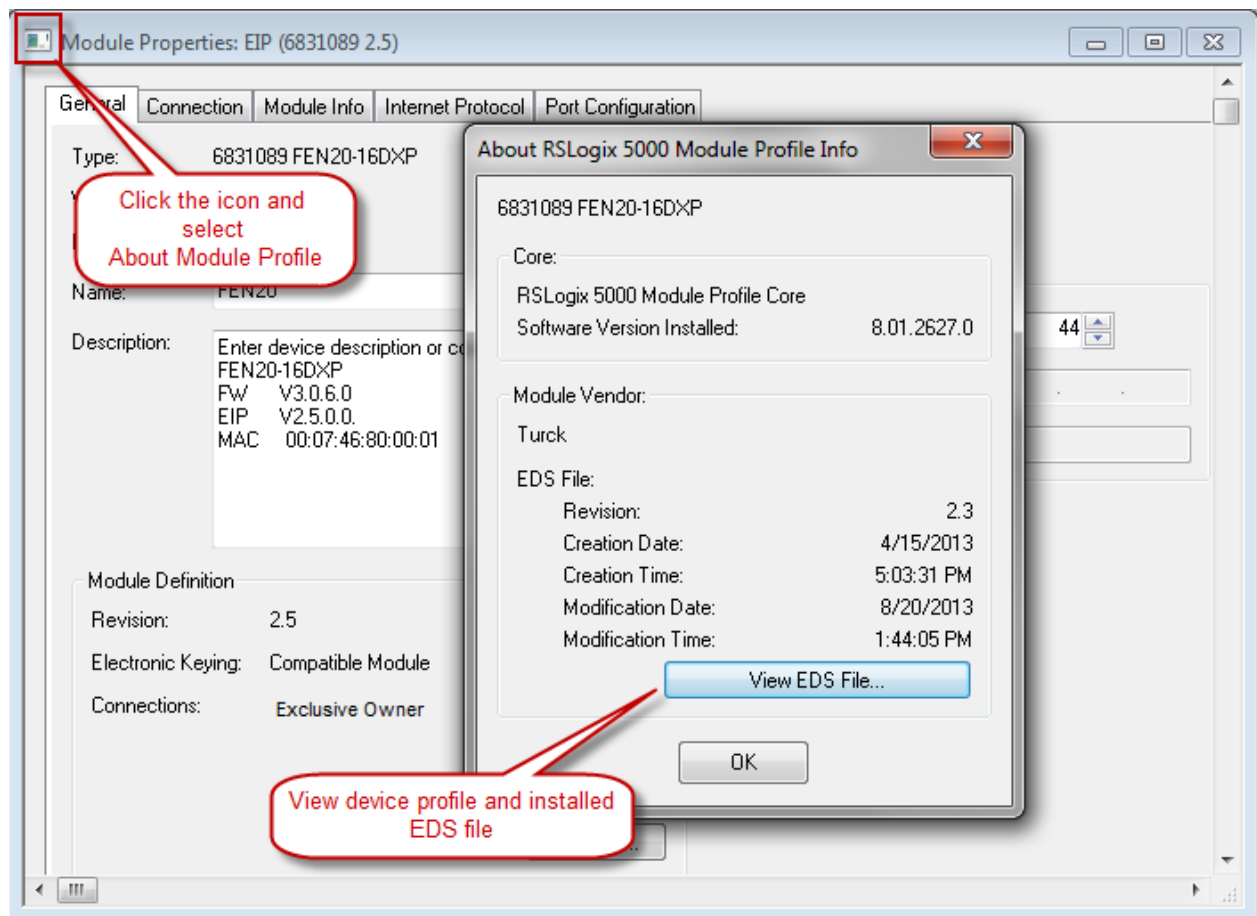 Module Properties: EIP (6831089 2.5)
General Connection Module Info Internet Protocol Port Configuration
Type: 6831089 FEN20-16DXP
Click the icon and
select
About Module Profile
Name: FEN20
Description: Enter device description or
FEN20-16DXP
FW V3.0.6.0
EIP V2.5.0.0.
MAC 00:07:46:80:00:01
Module Definition
Revision: 2.5
Electronic Keying: Compatible Module
Connections: Exclusive Owner
44
About RSLogix 5000 Module Profile Info
6831089 FEN20-16DXP
Core:
RSLogix 5000 Module Profile Core
Software Version Installed: 8.01.2627.0
Module Vendor:
Turck
EDS File:
Revision: 2.3
Creation Date: 4/15/2013
Creation Time: 5:03:31 PM
Modification Date: 8/20/2013
Modification Time: 1:44:05 PM
View EDS File...
OK
View device profile and installed
EDS file